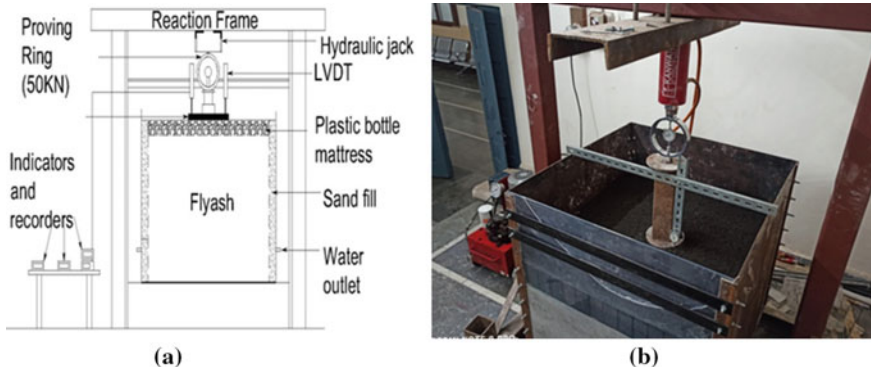 Reaction Frame
Proving
Ring
(50KN)
Hydraulic jack
LVDT
Plastic bottle
mattress
Indicators
and
recorders
Flyash
Sand fill
Water
outlet
(a)
(b)